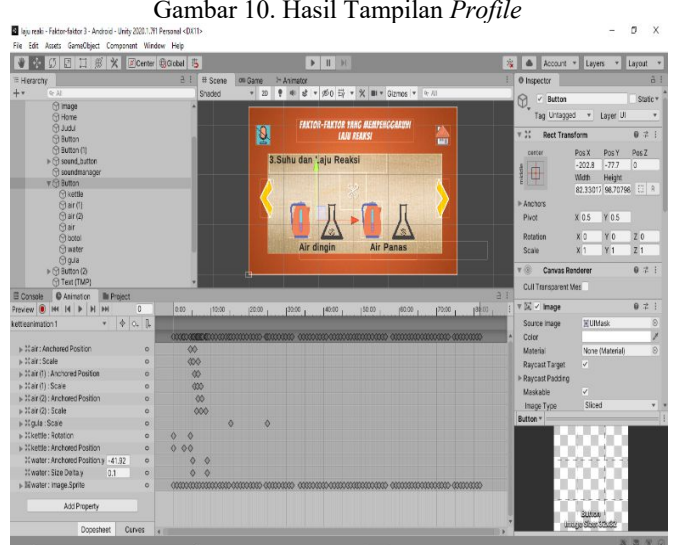 Gambar 10. Hasil Tampilan Profile
laju reaki - Faktor-faktor 3 - Android - Unity 2020.1.7f1 Personal <DX11>
File Edit Assets GameObject Component Window Help
Center Global
Account Layers Layout
Hierarchy
All
image
Home
Judul
Button
Button (1)
sound_button
soundmanager
Button
kettle
air (1)
air (2)
air
botol
water
gula
Button (2)
Text (TMP)
Scene Game Animator
Shaded 2D 0 Gizmos All
FAKTOR-FAKTOR YANG MEMPENGGARUHI
LAJU REAKSI
3.Suhu dan Laju Reaksi
Air dingin Air Panas
Inspector
Button Static
Tag Untagged Layer UI
Rect Transform
center Pos X Pos Y Pos Z
middle -202.8 -77.7 0
Width Height
82.33017 98.70796 R
Anchors
Pivot X 0.5 Y 0.5
Rotation X 0 Y 0 Z 0
Scale X 1 Y 1 Z 1
Canvas Renderer
Cull Transparent Mes
Image
Source Image UIMask
Color
Material None (Material)
Raycast Target
Raycast Padding
Maskable
Image Type Sliced
Button
Button
Image Size: 32x32
Console Animation Project
Preview 0
0:00 10:00 20:00 30:00 40:00 50:00 60:00 70:00
kettleanimation1
air : Anchored Position
air : Scale
air (1) : Anchored Position
air (1) : Scale
air (2) : Anchored Position
air (2) : Scale
gula : Scale
kettle : Rotation
kettle : Anchored Position
water : Anchored Position.y -41.92
water : Size Delta.y 0.1
water : Image.Sprite
Add Property
Dopesheet Curves